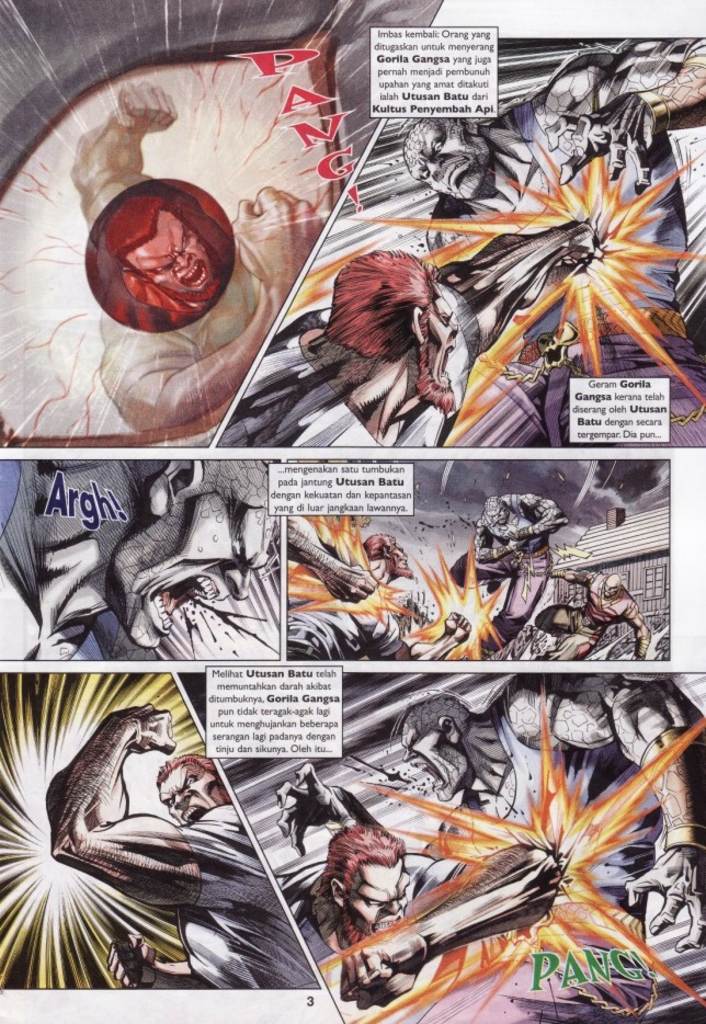 PANG!
Imbas kembali: Orang yang
ditugaskan untuk menyerang
Gorila Gangsa yang juga
pernah menjadi pembunuh
upahan yang amat ditakuti
ialah Utusan Batu dari
Kultus Penyembah Api.
Geram Gorila
Gangsa kerana telah
diserang oleh Utusan
Batu dengan secara
tergempar. Dia pun...
Argh!
...mengenakan satu tumbukan
pada jantung Utusan Batu
dengan kekuatan dan kepantasan
yang di luar jangkaan lawannya.
Melihat Utusan Batu telah
memuntahkan darah akibat
ditumbuknya, Gorila Gangsa
pun tidak teragak-agak lagi
untuk menghujankan beberapa
serangan lagi padanya dengan
tinju dan sikunya. Oleh itu...
PANG!
3